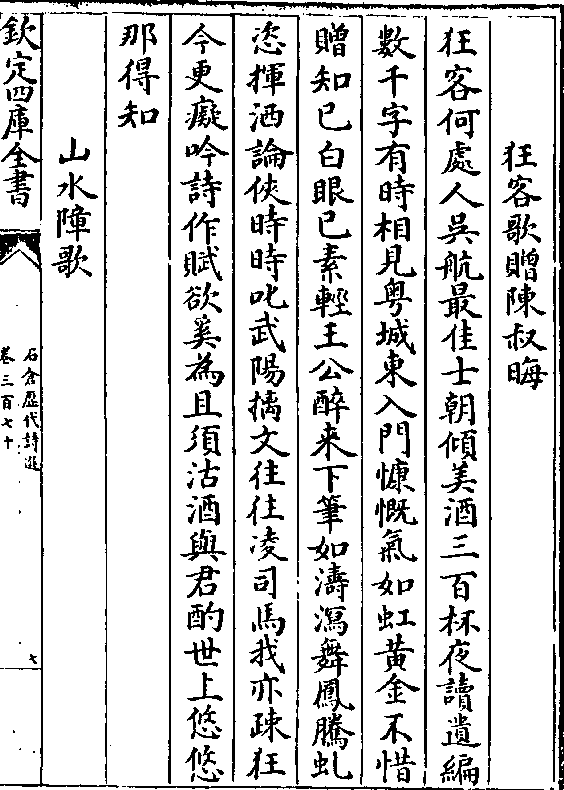 狂客歌贈陳叔晦
狂客何處人吳航最佳士朝傾美酒三百杯夜讀遺編
數千字有時相見粤城東入門慷慨氣如虹黄金不惜
贈知已白眼已素輕王公醉来下筆如濤瀉舞鳳騰虬
恣揮洒論俠時時叱武陽摛文往往凌司馬我亦疎狂
今更癡吟詩作賦欲奚為且須沽酒與君酌世上悠悠
那得知
山水障歌
欽定四庫全書
石倉歷代詩選
卷三百七十
七